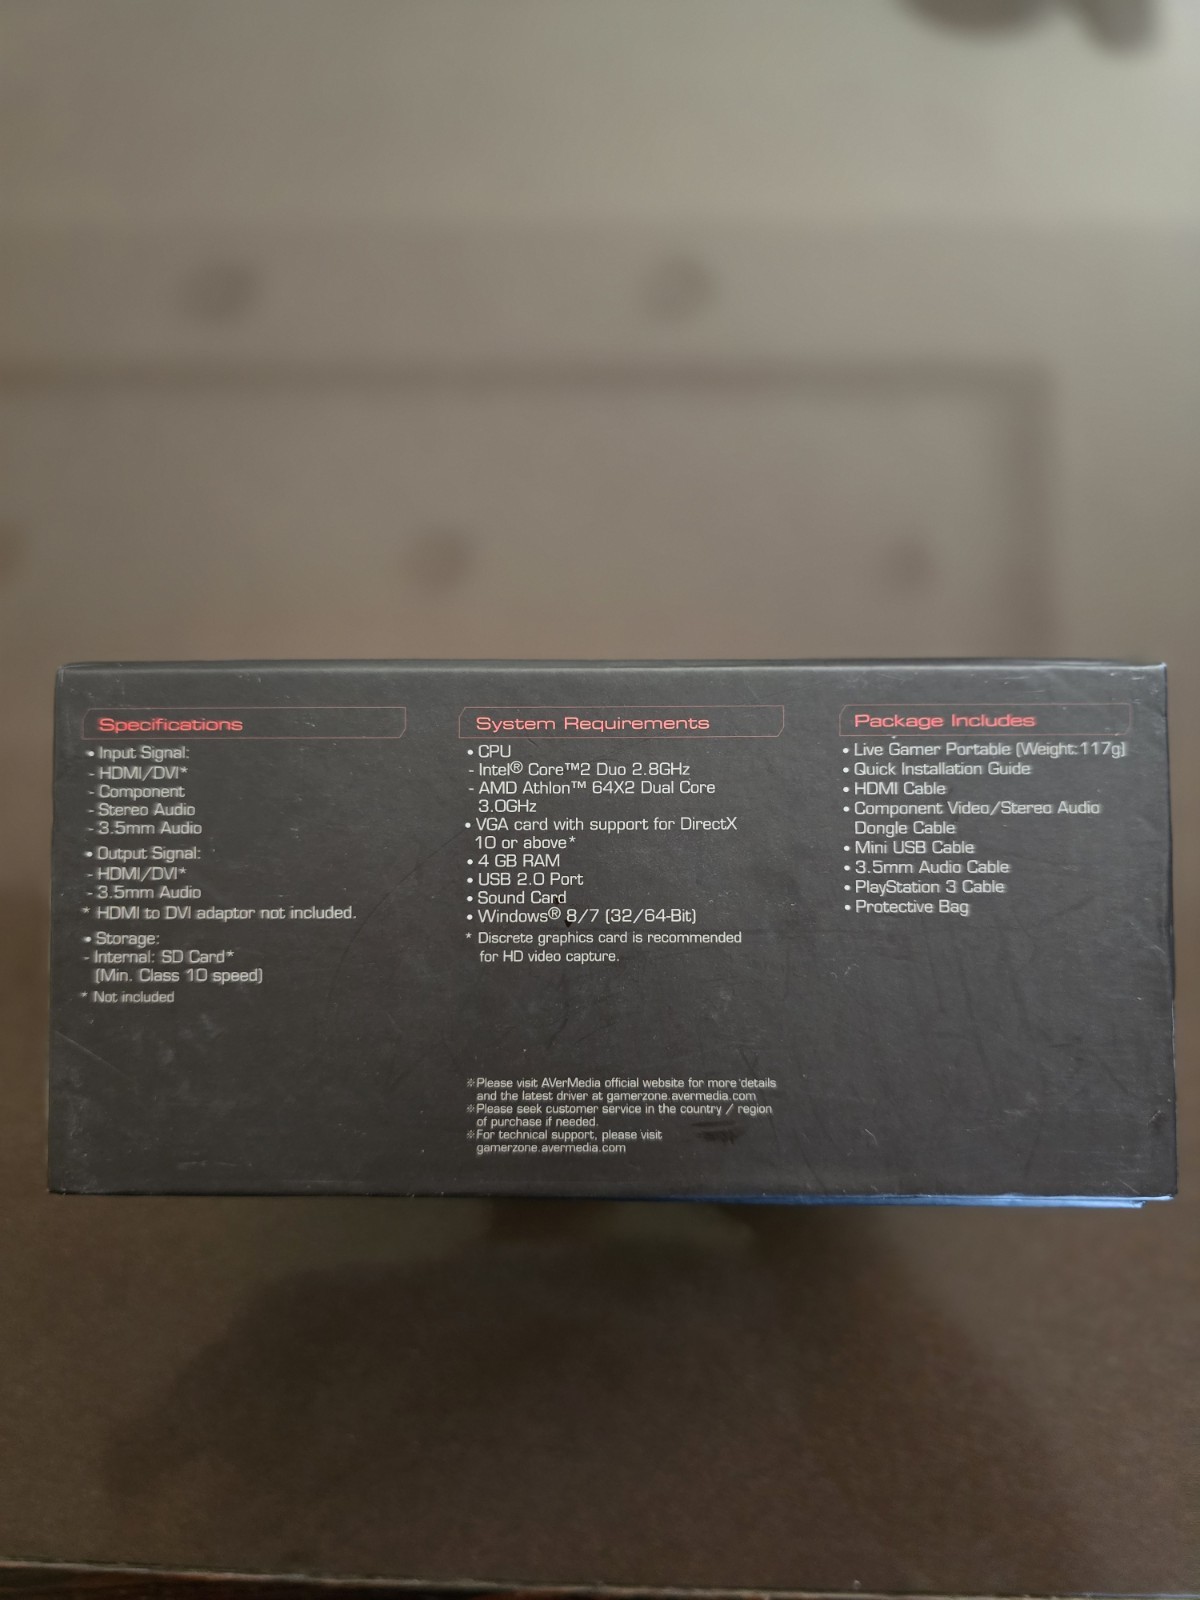 Specifications
• Input Signal:
- HDMI/DVI*
- Component
- Stereo Audio
- 3.5mm Audio
• Output Signal:
- HDMI/DVI*
- 3.5mm Audio
* HDMI to DVI adaptor not included.
• Storage:
- Internal: SD Card*
(Min. Class 10 speed)
* Not included
System Requirements
• CPU
- Intel® Core™2 Duo 2.8GHz
- AMD Athlon™ 64X2 Dual Core
3.0GHz
• VGA card with support for DirectX
10 or above*
• 4 GB RAM
• USB 2.0 Port
• Sound Card
• Windows® 8/7 (32/64-Bit)
* Discrete graphics card is recommended
for HD video capture.
※Please visit AVerMedia official website for more details
and the latest driver at gamerzone.avermedia.com
※Please seek customer service in the country / region
of purchase if needed.
※For technical support, please visit
gamerzone.avermedia.com
Package Includes
• Live Gamer Portable (Weight:117g)
• Quick Installation Guide
• HDMI Cable
• Component Video/Stereo Audio
Dongle Cable
• Mini USB Cable
• 3.5mm Audio Cable
• PlayStation 3 Cable
• Protective Bag